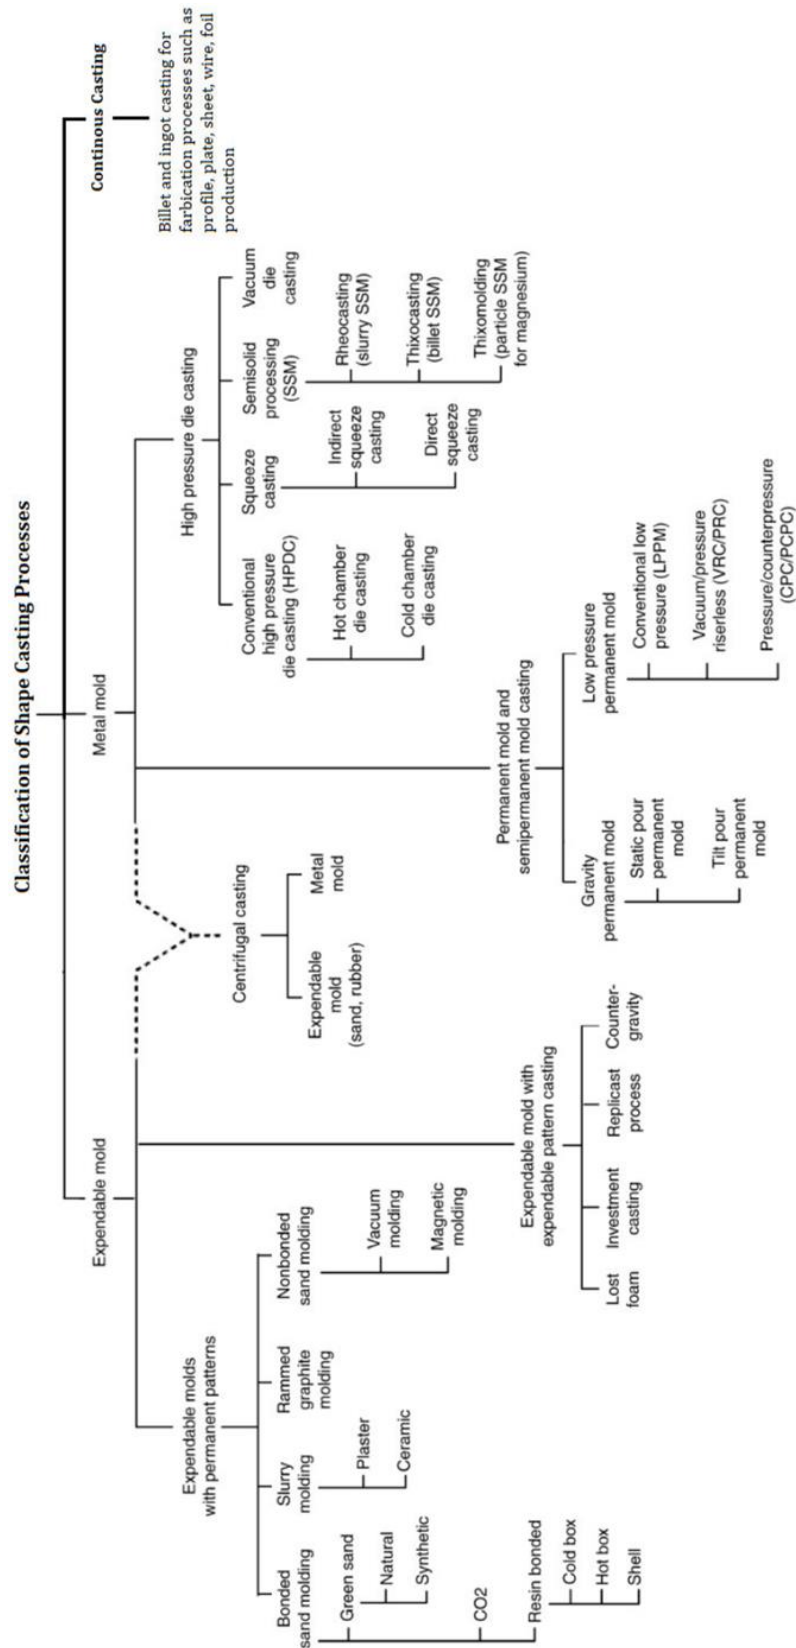 Classification of Shape Casting Processes
Expendable mold
Metal mold
Continous Casting
Billet and ingot casting for
farbication processes such as
profile, plate, sheet, wire, foil
production
Expendable molds
with permanent patterns
Bonded
sand molding
Green sand
Natural
Synthetic
CO2
Resin bonded
Cold box
Hot box
Shell
Slurry
molding
Plaster
Ceramic
Rammed
graphite
molding
Nonbonded
sand molding
Vacuum
molding
Magnetic
molding
Expendable mold with
expendable pattern casting
Lost
foam
Investment
casting
Replicast
process
Counter-
gravity
Centrifugal casting
Expendable
mold
(sand, rubber)
Metal
mold
Permanent mold and
semipermanent mold casting
Gravity
permanent mold
Static pour
permanent
mold
Tilt pour
permanent
mold
Low pressure
permanent mold
Conventional low
pressure (LPPM)
Vacuum/pressure
riserless (VRC/PRC)
Pressure/counterpressure
(CPC/PCPC)
High pressure die casting
Conventional
high pressure
die casting (HPDC)
Hot chamber
die casting
Cold chamber
die casting
Squeeze
casting
Indirect
squeeze
casting
Direct
squeeze
casting
Semisolid
processing
(SSM)
Rheocasting
(slurry SSM)
Thixocasting
(billet SSM)
Thixomolding
(particle SSM
for magnesium)
Vacuum
die
casting